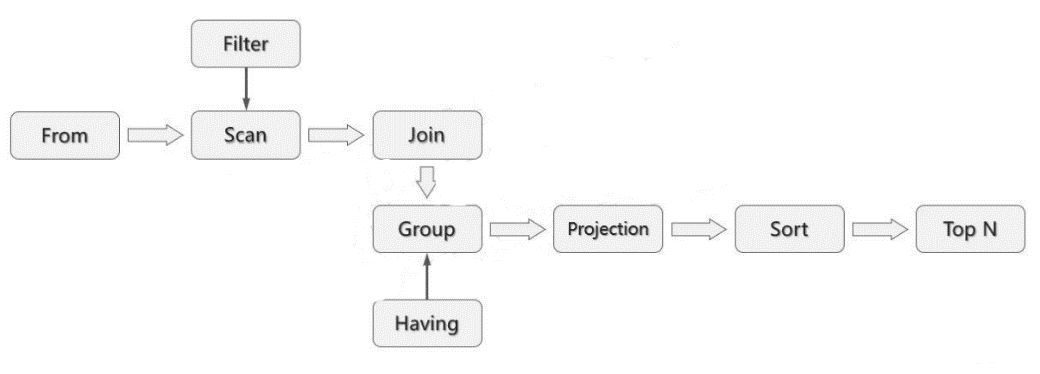 Filter
From
Scan
Join
Group
Projection
Sort
Top N
Having